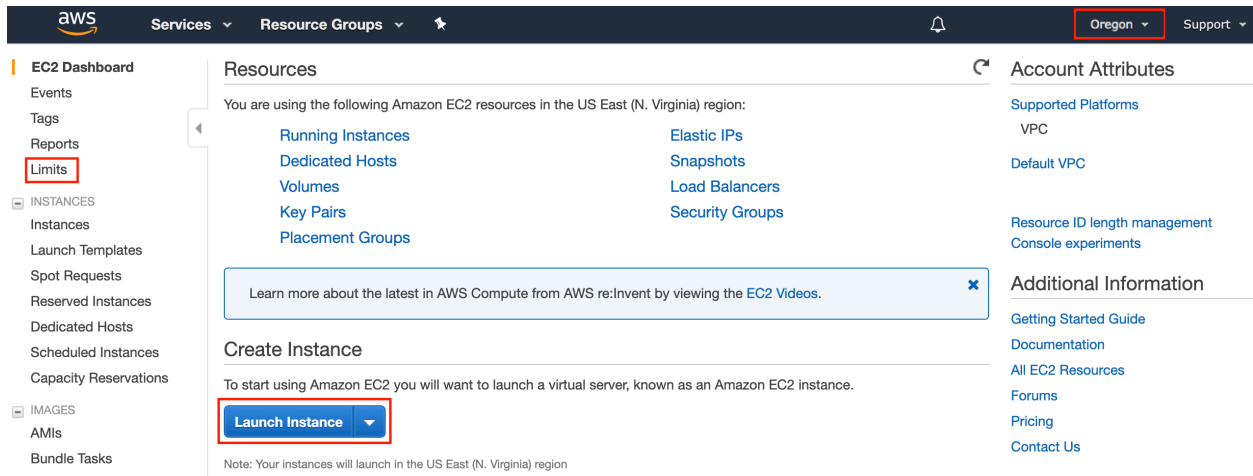 aws Services Resource Groups Oregon Support
EC2 Dashboard
Events
Tags
Reports
Limits
INSTANCES
Instances
Launch Templates
Spot Requests
Reserved Instances
Dedicated Hosts
Scheduled Instances
Capacity Reservations
IMAGES
AMIs
Bundle Tasks
Resources
You are using the following Amazon EC2 resources in the US East (N. Virginia) region:
Running Instances
Dedicated Hosts
Volumes
Key Pairs
Placement Groups
Elastic IPs
Snapshots
Load Balancers
Security Groups
Learn more about the latest in AWS Compute from AWS re:Invent by viewing the EC2 Videos.
Create Instance
To start using Amazon EC2 you will want to launch a virtual server, known as an Amazon EC2 instance.
Launch Instance
Note: Your instances will launch in the US East (N. Virginia) region
Account Attributes
Supported Platforms
VPC
Default VPC
Resource ID length management
Console experiments
Additional Information
Getting Started Guide
Documentation
All EC2 Resources
Forums
Pricing
Contact Us